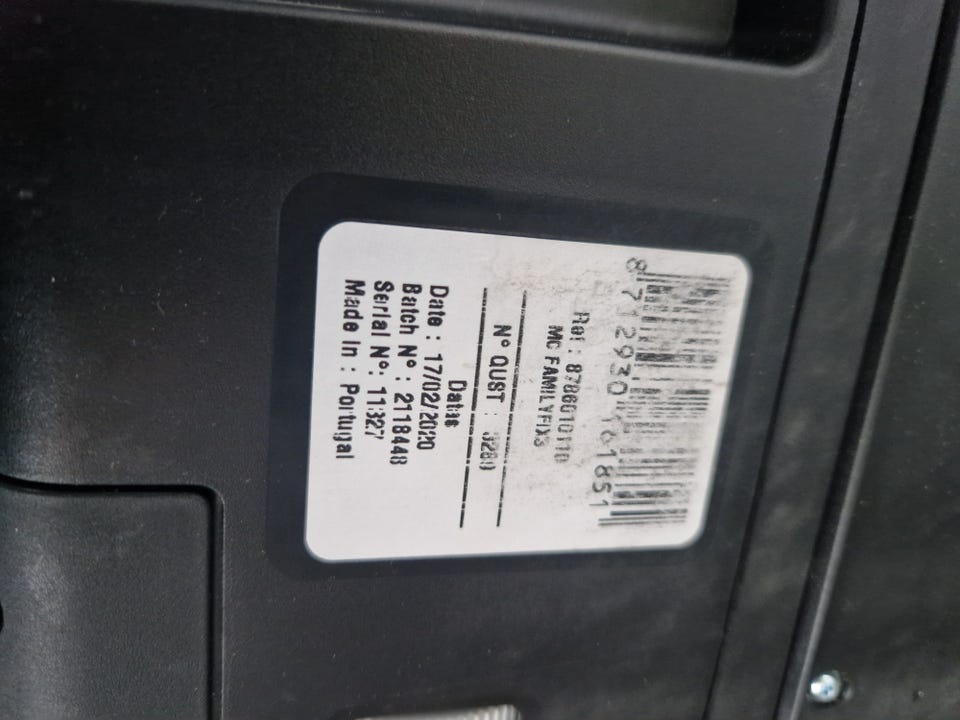 8 712930 161851
Ref : 8786010110
MC FAMILYFIX3
N° QUST :
Datas
Date : 17/02/2020
Batch N° : 2118448
Serial N°: 11327
Made In : Portugal